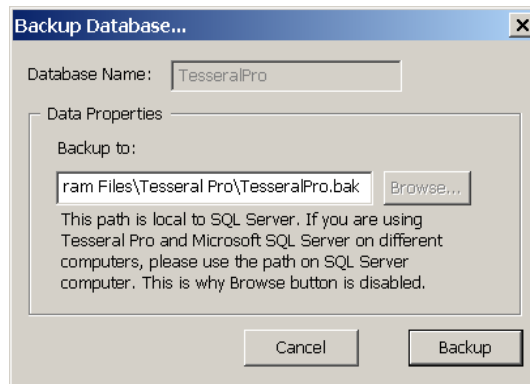 Backup Database...
Database Name: TesseralPro
Data Properties
Backup to:
ram Files\Tesseral Pro\TesseralPro.bak Browse...
This path is local to SQL Server. If you are using
Tesseral Pro and Microsoft SQL Server on different
computers, please use the path on SQL Server
computer. This is why Browse button is disabled.
Cancel Backup